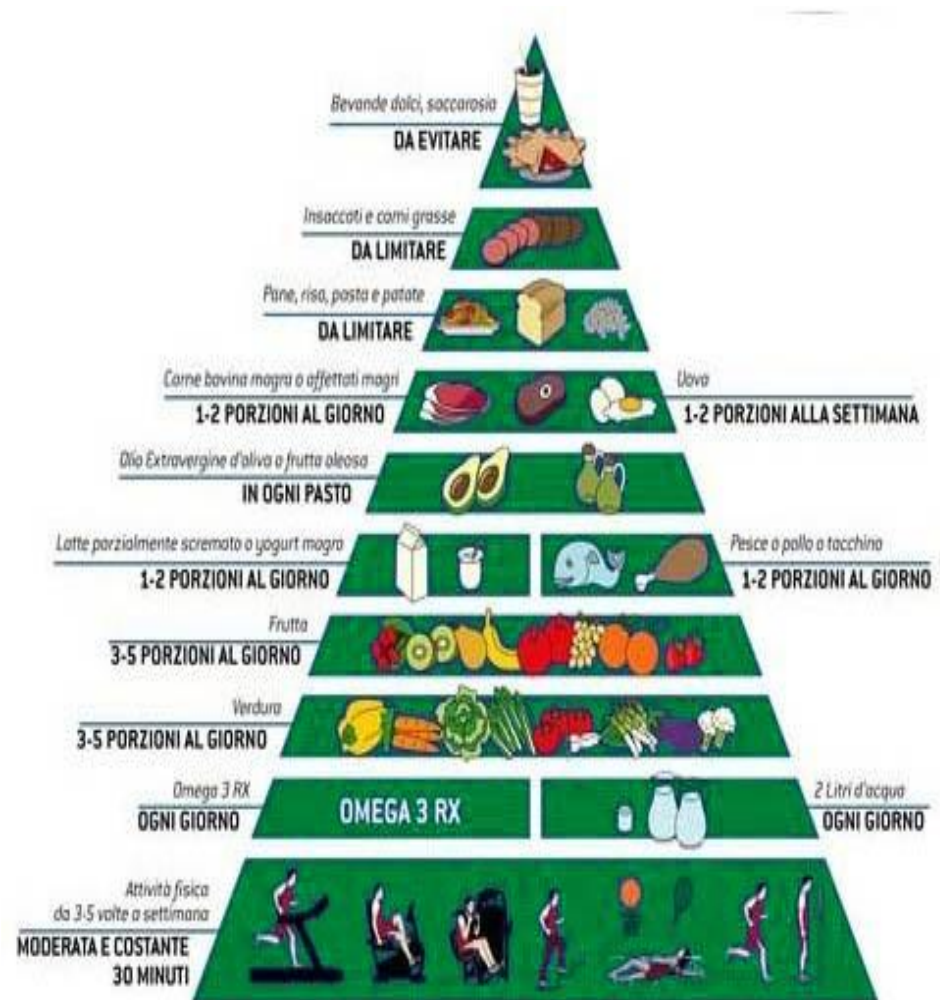 Bevande dolci, saccarosia
DA EVITARE
Insaccati e carni grasse
DA LIMITARE
Pane, riso, pasta e patate
DA LIMITARE
Carne bovina magra o affettati magri
1-2 PORZIONI AL GIORNO
Uova
1-2 PORZIONI ALLA SETTIMANA
Olio Extravergine d'oliva o frutta oleosa
IN OGNI PASTO
Latte parzialmente scremato o yogurt magro
1-2 PORZIONI AL GIORNO
Pesce o pollo o tacchino
1-2 PORZIONI AL GIORNO
Frutta
3-5 PORZIONI AL GIORNO
Verdura
3-5 PORZIONI AL GIORNO
Omega 3 RX
OGNI GIORNO
OMEGA 3 RX
2 Litri d'acqua
OGNI GIORNO
Attività fisica
da 3-5 volte a settimana
MODERATA E COSTANTE
30 MINUTI